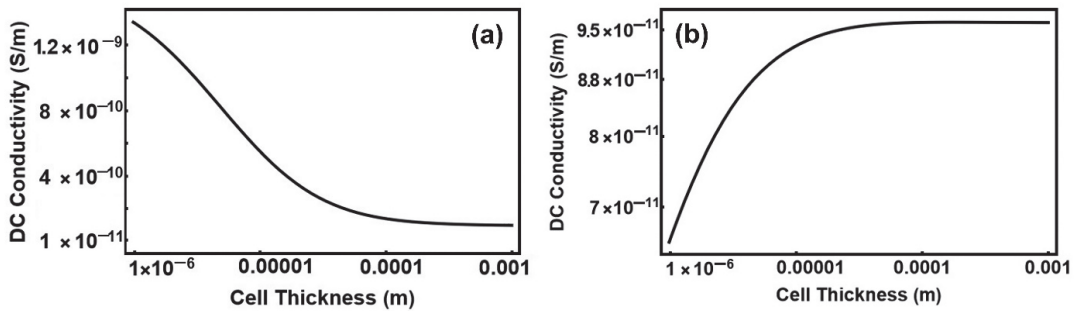 (a)
DC Conductivity (S/m)
1.2 × 10⁻⁹
8 × 10⁻¹⁰
4 × 10⁻¹⁰
1 × 10⁻¹¹
1×10⁻⁶ 0.00001 0.0001 0.001
Cell Thickness (m)
(b)
DC Conductivity (S/m)
9.5×10⁻¹¹
8.8×10⁻¹¹
8×10⁻¹¹
7×10⁻¹¹
1 ×10⁻⁶ 0.00001 0.0001 0.001
Cell Thickness (m)